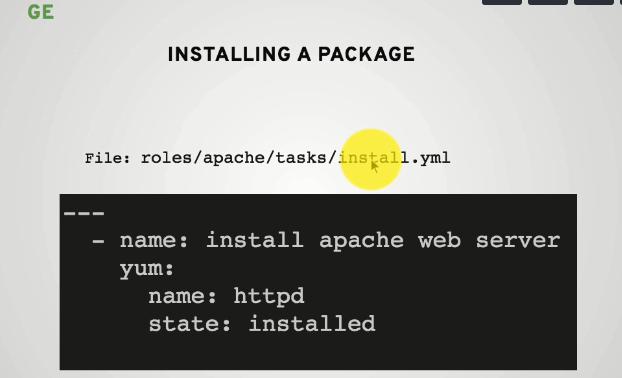 GE
INSTALLING A PACKAGE
File: roles/apache/tasks/install.yml
---
  - name: install apache web server
    yum:
      name: httpd
      state: installed